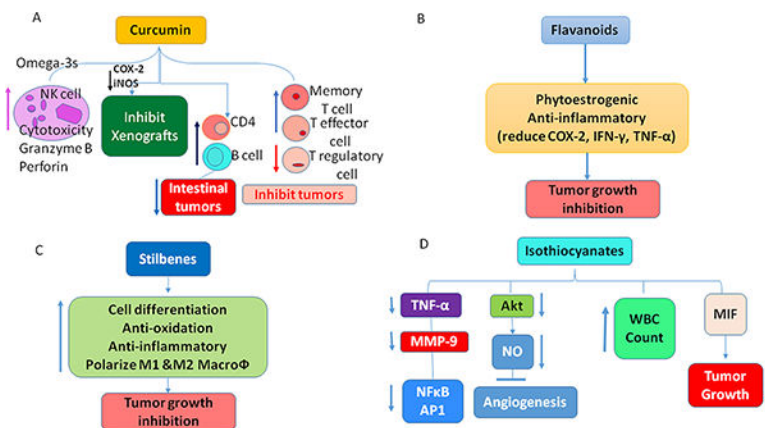 A
Curcumin
Omega-3s
NK cell
Cytotoxicity
Granzyme B
Perforin
COX-2
iNOS
Inhibit
Xenografts
CD4
B cell
Intestinal
tumors
Memory
T cell
T effector
cell
T regulatory
cell
Inhibit tumors
B
Flavanoids
Phytoestrogenic
Anti-inflammatory
(reduce COX-2, IFN-γ, TNF-α)
Tumor growth
inhibition
C
Stilbenes
Cell differentiation
Anti-oxidation
Anti-inflammatory
Polarize M1 &M2 MacroΦ
Tumor growth
inhibition
D
Isothiocyanates
TNF-α
MMP-9
NFκB
AP1
Akt
NO
Angiogenesis
WBC
Count
MIF
Tumor
Growth